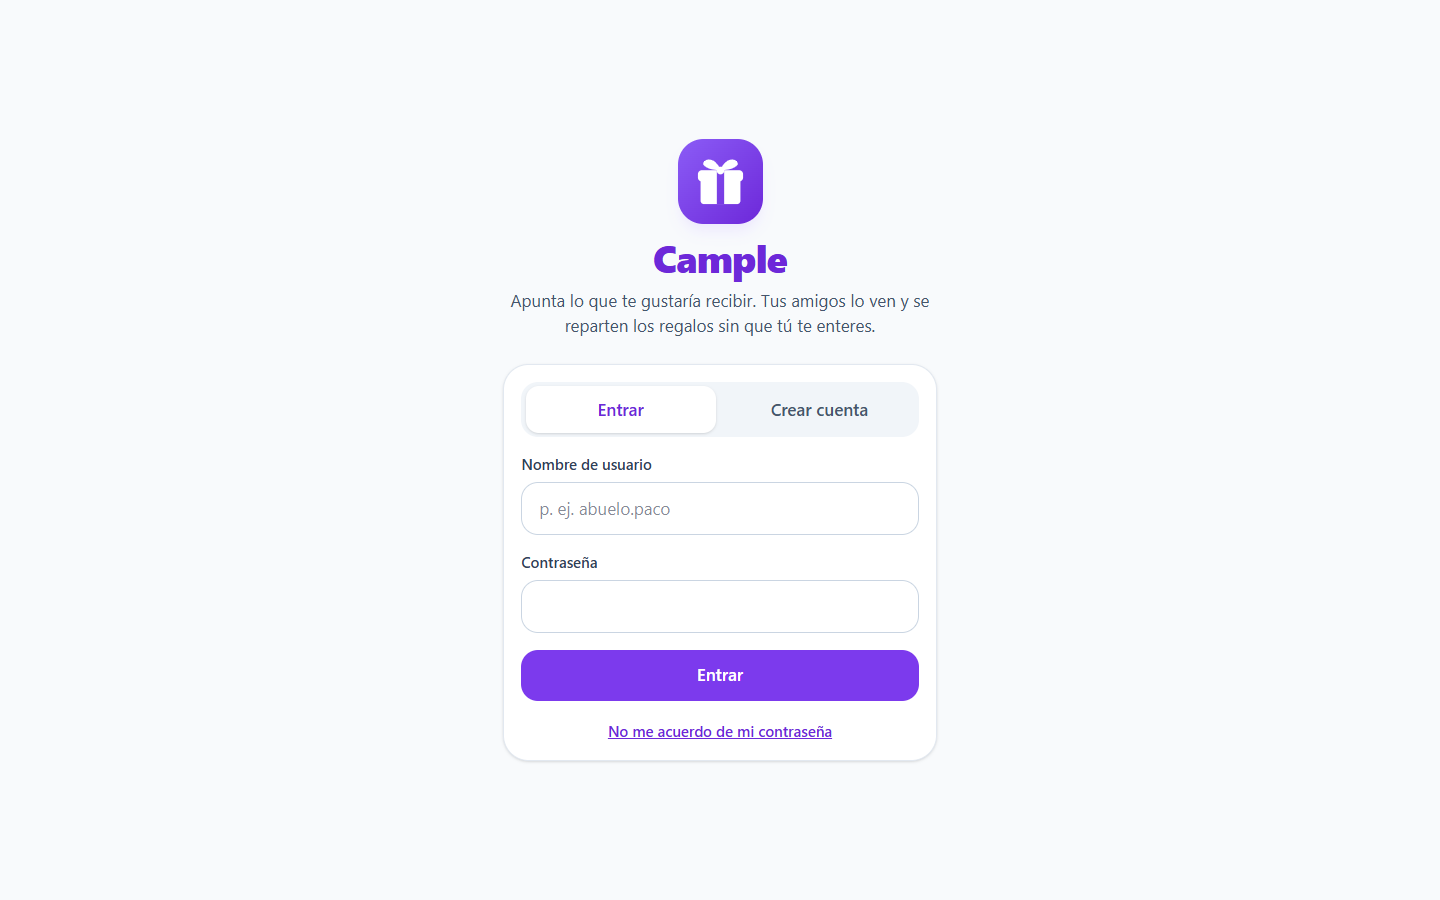 Cample
Apunta lo que te gustaría recibir. Tus amigos lo ven y se
reparten los regalos sin que tú te enteres.
Entrar
Crear cuenta
Nombre de usuario
p. ej. abuelo.paco
Contraseña
Entrar
No me acuerdo de mi contraseña